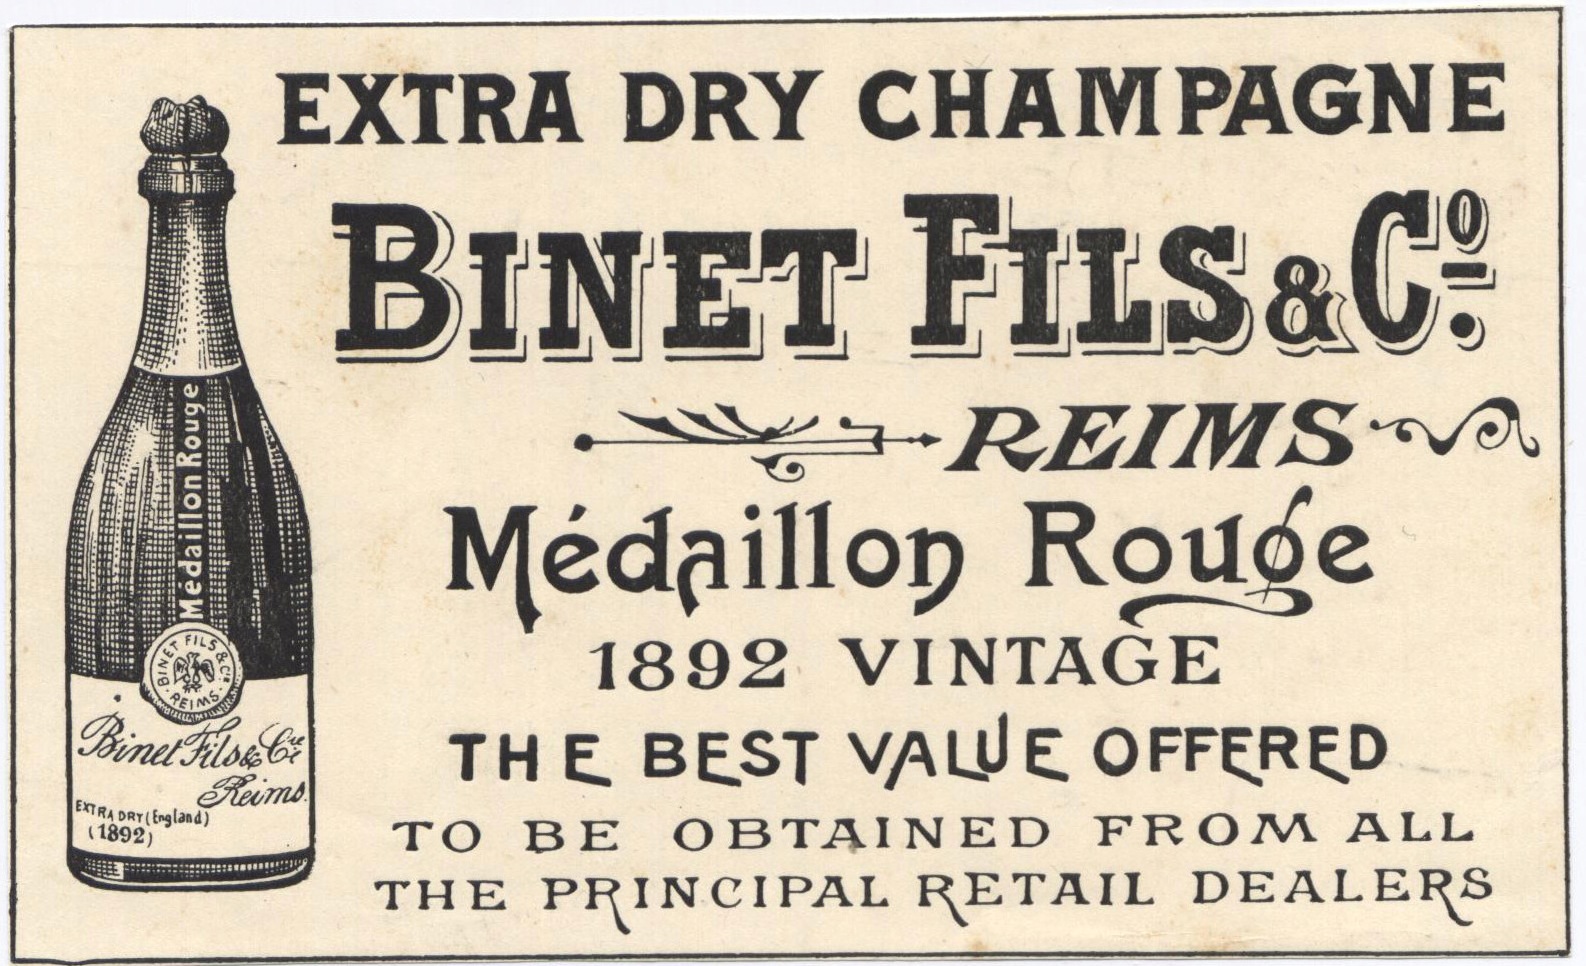 EXTRA DRY CHAMPAGNE
BINET FILS & Co.
REIMS
Médaillon Rouge
1892 VINTAGE
THE BEST VALUE OFFERED
TO BE OBTAINED FROM ALL
THE PRINCIPAL RETAIL DEALERS
Médaillon Rouge
BINET FILS & Cie
REIMS
Binet Fils & Cie
Reims.
EXTRA DRY (England)
(1892)